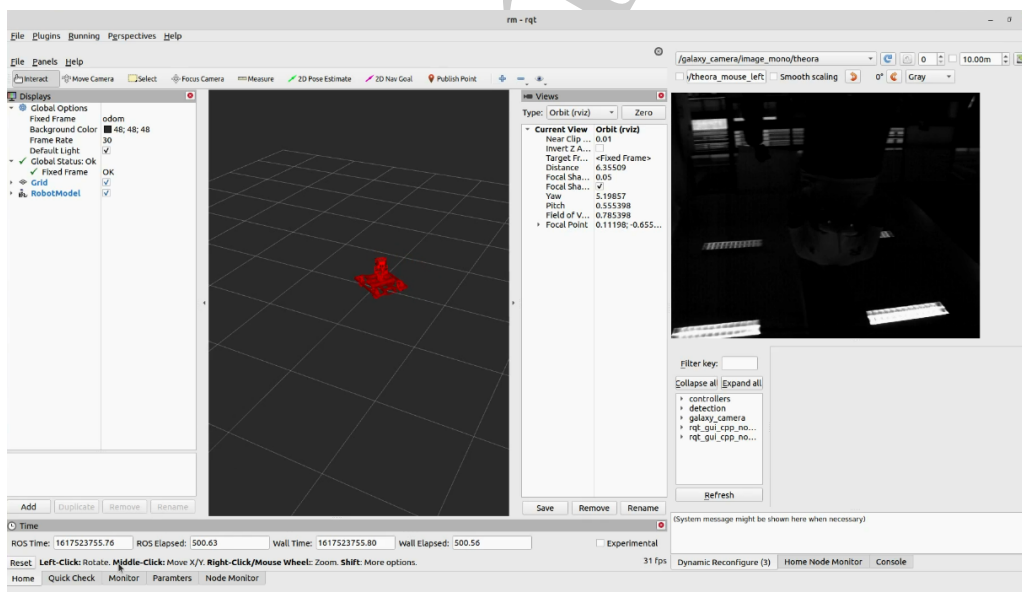 rm - rqt
File Plugins Running Perspectives Help
File Panels Help
Interact Move Camera Select Focus Camera Measure 2D Pose Estimate 2D Nav Goal Publish Point
Displays
Global Options
Fixed Frame odom
Background Color 48; 48; 48
Frame Rate 30
Default Light
Global Status: Ok
Fixed Frame OK
Grid
RobotModel
Add Duplicate Remove Rename
Views
Type: Orbit (rviz) Zero
Current View Orbit (rviz)
Near Clip ... 0.01
Invert Z A...
Target Fr... <Fixed Frame>
Distance 6.35509
Focal Sha... 0.05
Focal Sha...
Yaw 5.19857
Pitch 0.555398
Field of V... 0.785398
Focal Point 0.11198; -0.655...
Save Remove Rename
/galaxy_camera/image_mono/theora 0 10.00m
/theora_mouse_left Smooth scaling 0° Gray
Filter key:
Collapse all Expand all
controllers
detection
galaxy_camera
rqt_gui_cpp_no...
rqt_gui_cpp_no...
Refresh
(System message might be shown here when necessary)
Time
ROS Time: 1617523755.76 ROS Elapsed: 500.63 Wall Time: 1617523755.80 Wall Elapsed: 500.56 Experimental
Reset Left-Click: Rotate. Middle-Click: Move X/Y. Right-Click/Mouse Wheel:: Zoom. Shift: More options. 31 fps
Dynamic Reconfigure (3) Home Node Monitor Console
Home Quick Check Monitor Paramters Node Monitor